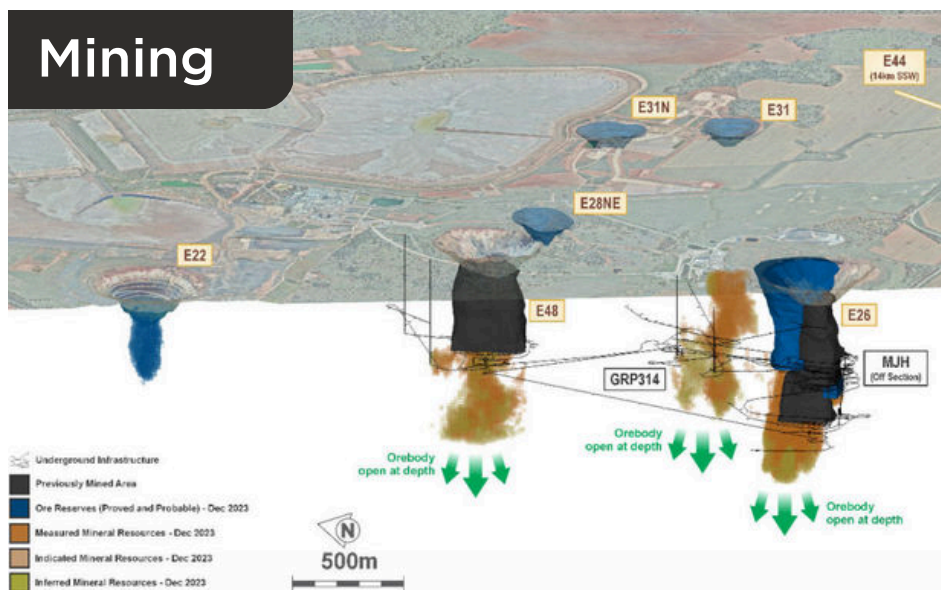 Mining
E44
(14km SSW)
E31N
E31
E28NE
E22
E48
E26
MJH
(Off Section)
GRP314
Orebody
open at depth
Orebody
open at depth
Orebody
open at depth
Underground Infrastructure
Previously Mined Area
Ore Reserves (Proved and Probable) - Dec 2023
Measured Mineral Resources - Dec 2023
Indicated Mineral Resources - Dec 2023
Inferred Mineral Resources - Dec 2023
N
500m